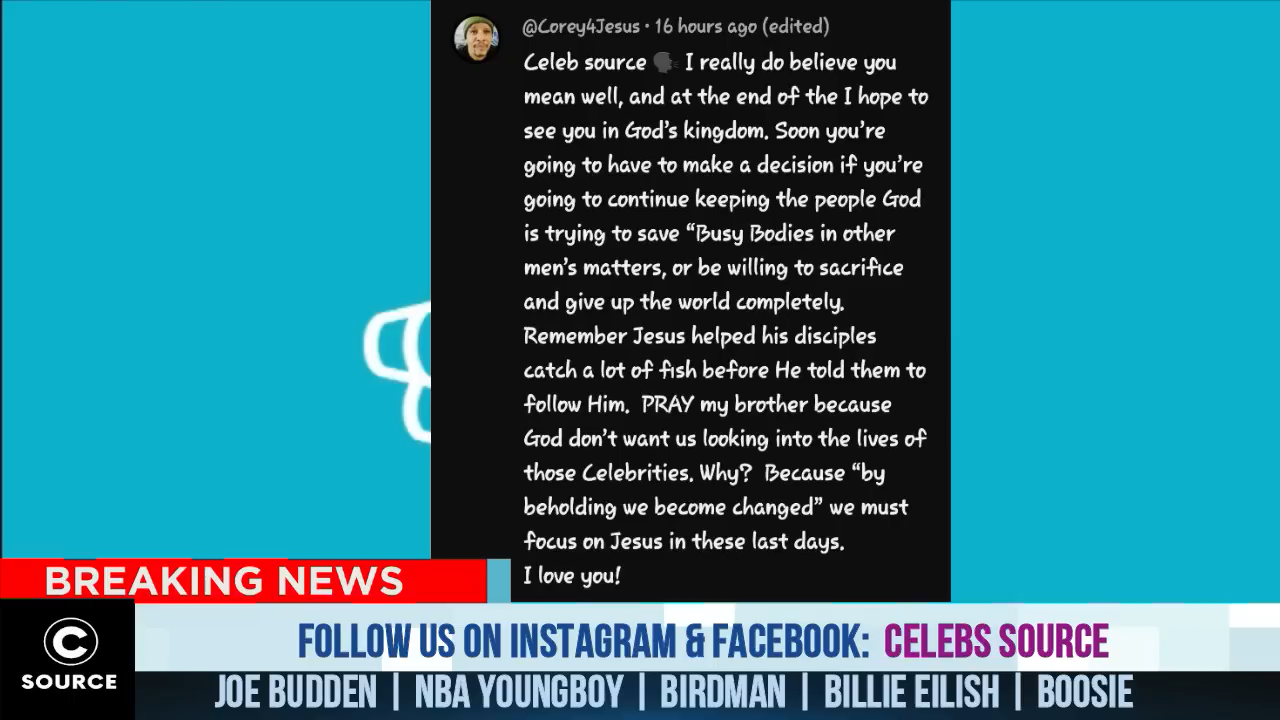 @Corey4Jesus • 16 hours ago (edited)
Celeb source 🗣 I really do believe you
mean well, and at the end of the I hope to
see you in God's kingdom. Soon you're
going to have to make a decision if you're
going to continue keeping the people God
is trying to save “Busy Bodies in other
men's matters, or be willing to sacrifice
and give up the world completely.
Remember Jesus helped his disciples
catch a lot of fish before He told them to
follow Him.  PRAY my brother because
God don't want us looking into the lives of
those Celebrities. Why?  Because “by
beholding we become changed” we must
focus on Jesus in these last days.
I love you!
BREAKING NEWS
C
SOURCE
FOLLOW US ON INSTAGRAM & FACEBOOK: CELEBS SOURCE
JOE BUDDEN | NBA YOUNGBOY | BIRDMAN | BILLIE EILISH | BOOSIE